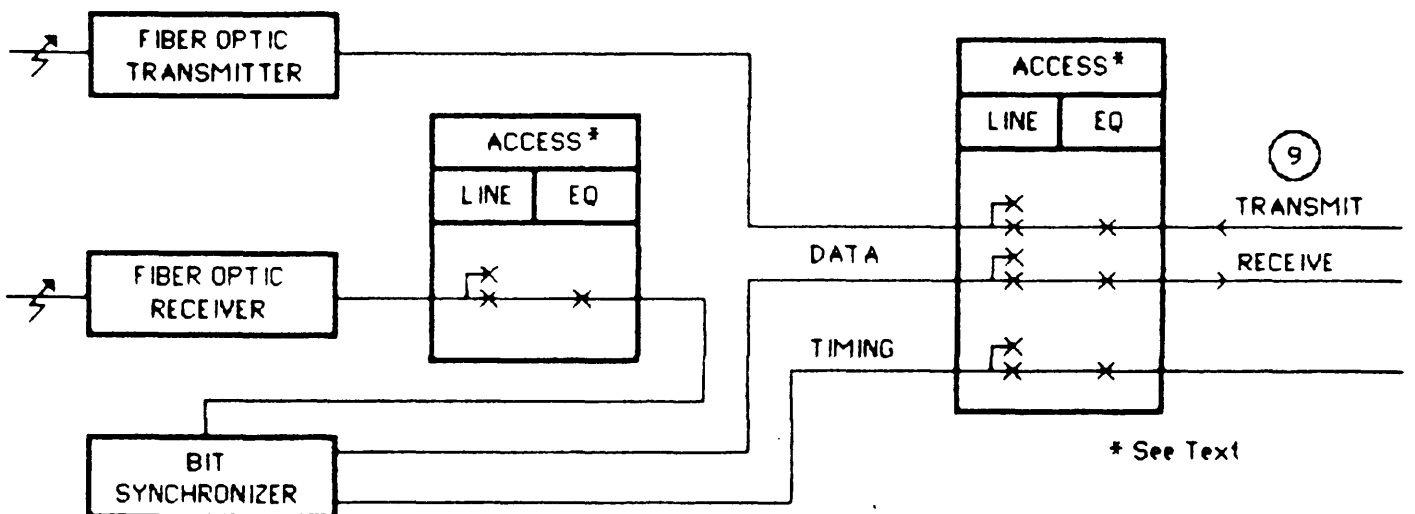 FIBER OPTIC
TRANSMITTER
ACCESS*
LINE EQ
9
TRANSMIT
ACCESS*
LINE EQ
DATA
RECEIVE
FIBER OPTIC
RECEIVER
TIMING
* See Text
BIT
SYNCHRONIZER